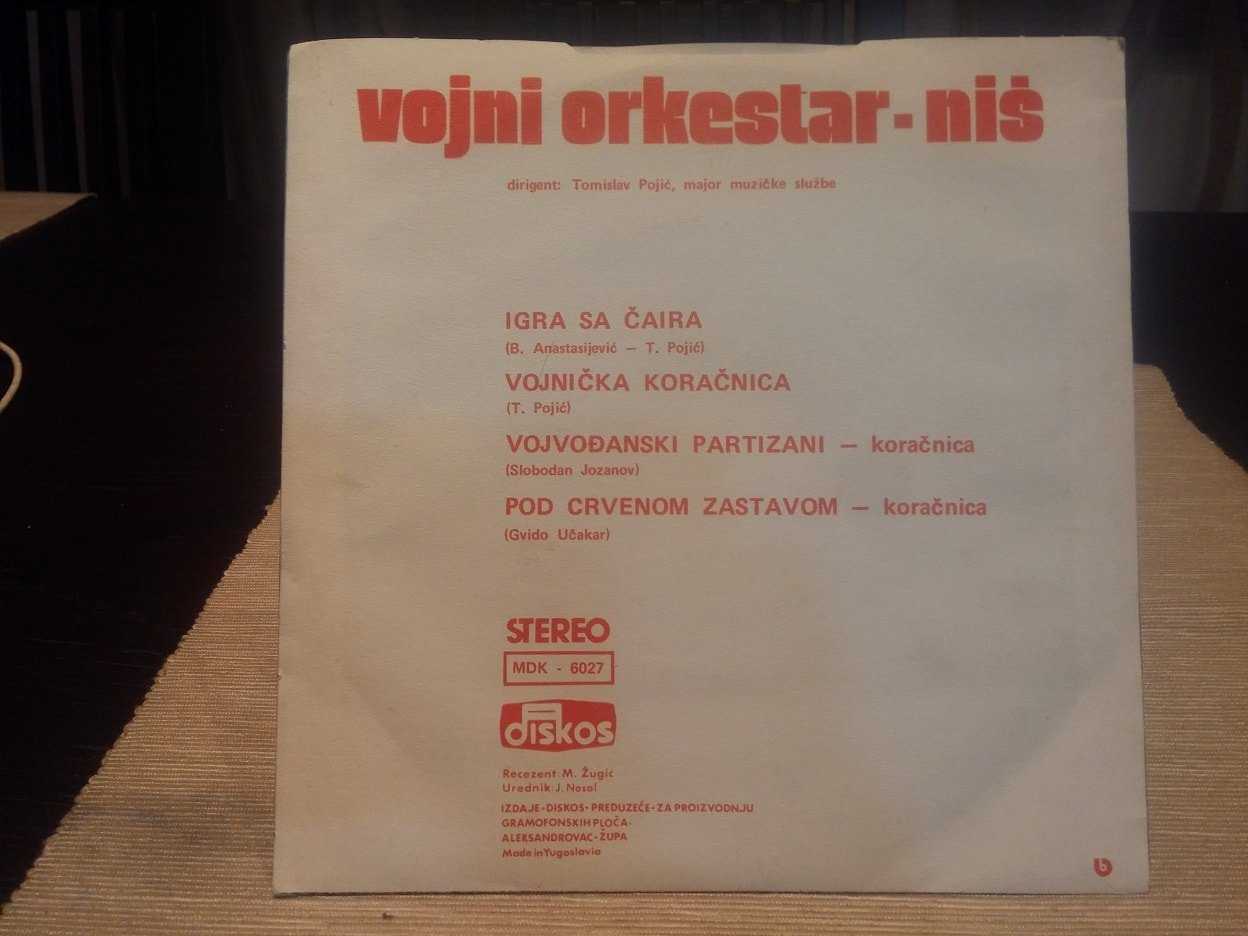 vojni orkestar - niš
dirigent: Tomislav Pojić, major muzičke službe
IGRA SA ČAIRA
(B. Anastasijević — T. Pojić)
VOJNIČKA KORAČNICA
(T. Pojić)
VOJVOĐANSKI PARTIZANI — koračnica
(Slobodan Jozanov)
POD CRVENOM ZASTAVOM — koračnica
(Gvido Učakar)
STEREO
MDK - 6027
DISKOS
Recezent M. Žugić
Urednik J. Nosal
IZDAJE-DISKOS-PREDUZEĆE-ZA PROIZVODNJU
GRAMOFONSKIH PLOČA-
ALEKSANDROVAC-ŽUPA
Made in Yugoslavia
b